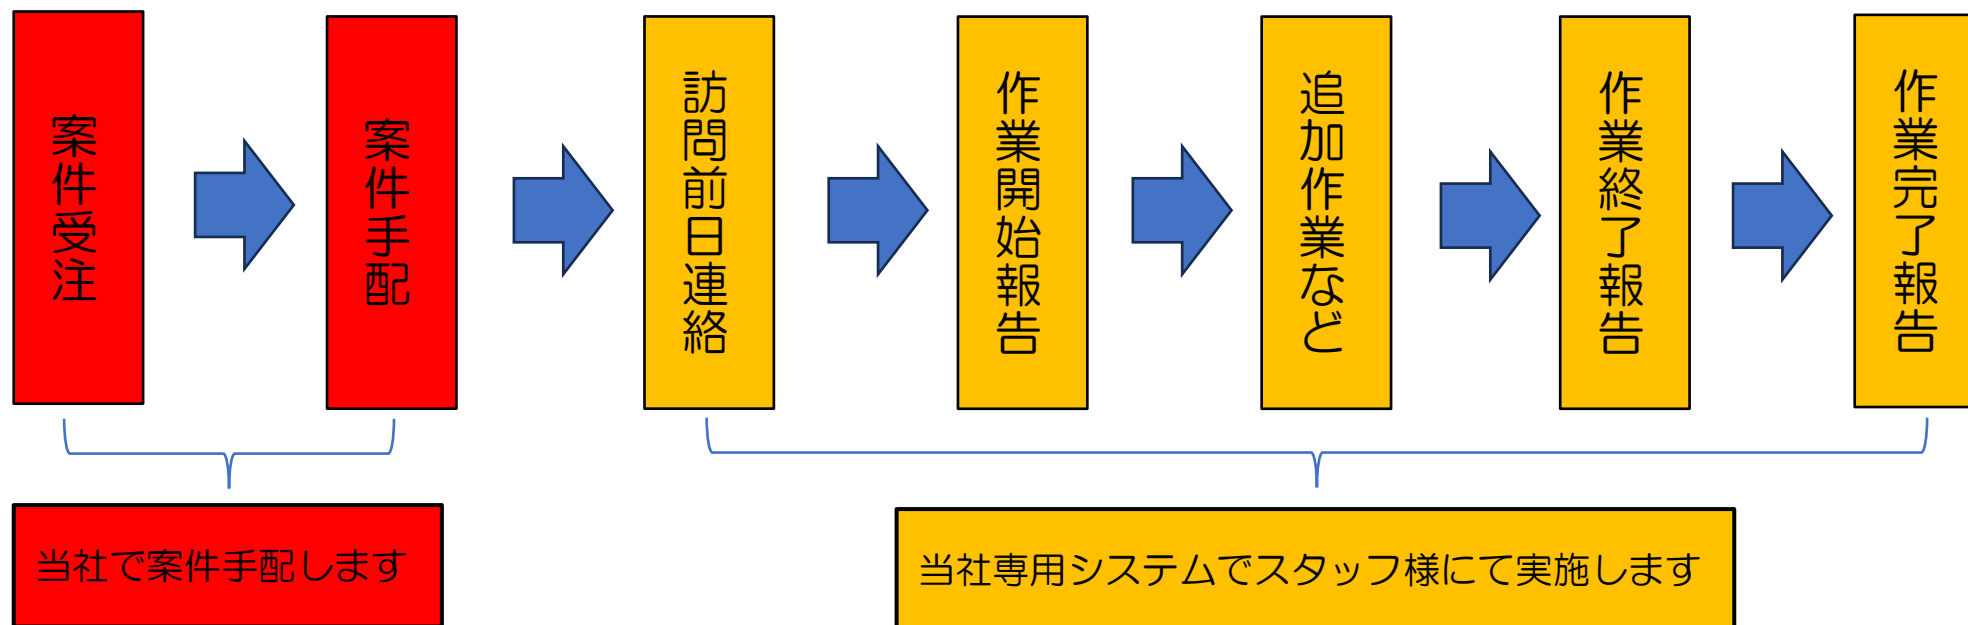 案件受注
案件手配
訪問前日連絡
作業開始報告
追加作業など
作業終了報告
作業完了報告
当社で案件手配します
当社専用システムでスタッフ様にて実施します